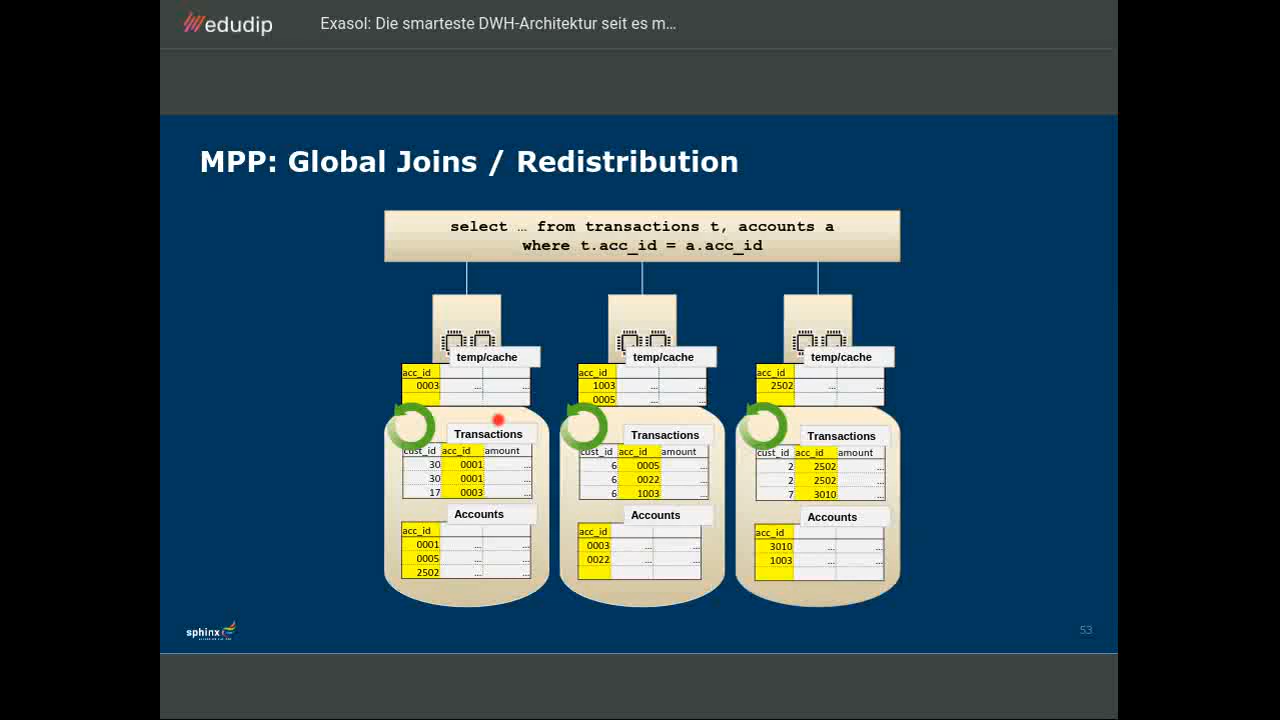 edudip
Exasol: Die smarteste DWH-Architektur seit es m...
MPP: Global Joins / Redistribution
select … from transactions t, accounts a
where t.acc_id = a.acc_id
temp/cache
acc_id
0003 ... ...
temp/cache
acc_id
1003 ... ...
0005 ... ...
temp/cache
acc_id
2502 ... ...
Transactions
cust_id acc_id amount
30 0001 ...
30 0001
17 0003 ...
Transactions
cust_id acc_id amount
6 0005 ...
6 0022
6 1003 ...
Transactions
cust_id acc_id amount
2 2502 ...
2 2502
7 3010 ...
Accounts
acc_id
0001 ... ...
0005 ... ...
2502 ... ...
Accounts
acc_id
0003 ... ...
0022 ... ...
Accounts
acc_id
3010 ... ...
1003 ... ...
sphinx
53